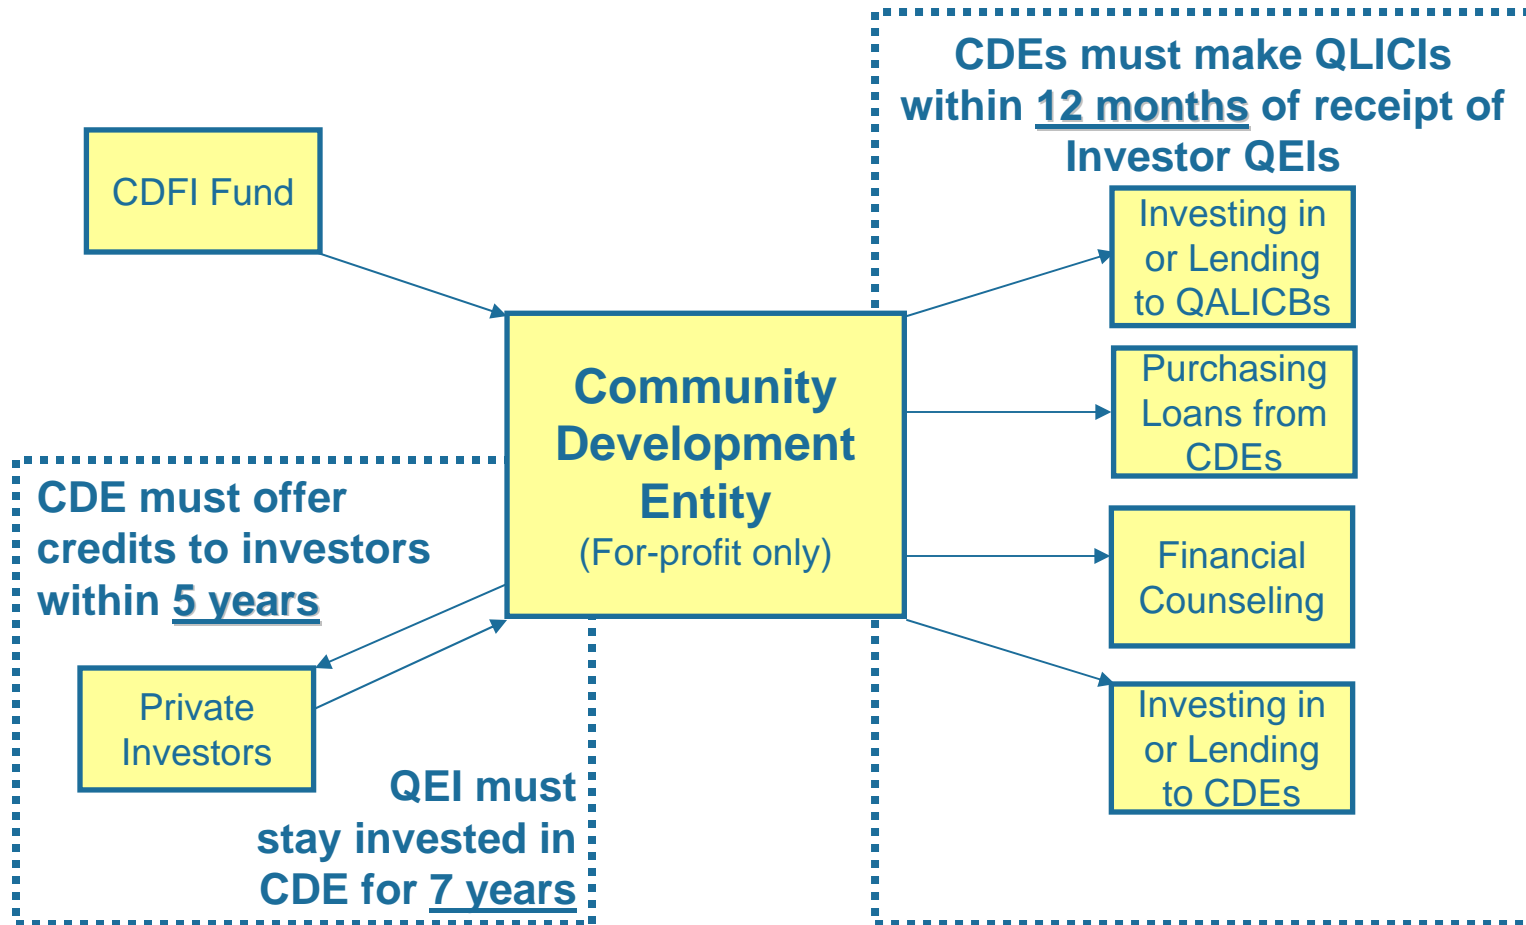 CDEs must make QLICIs
within 12 months of receipt of
Investor QEIs
CDFI Fund
Investing in
or Lending
to QALICBs
Community
Development
Entity
(For-profit only)
Purchasing
Loans from
CDEs
CDE must offer
credits to investors
within 5 years
Financial
Counseling
Private
Investors
Investing in
or Lending
to CDEs
QEI must
stay invested in
CDE for 7 years